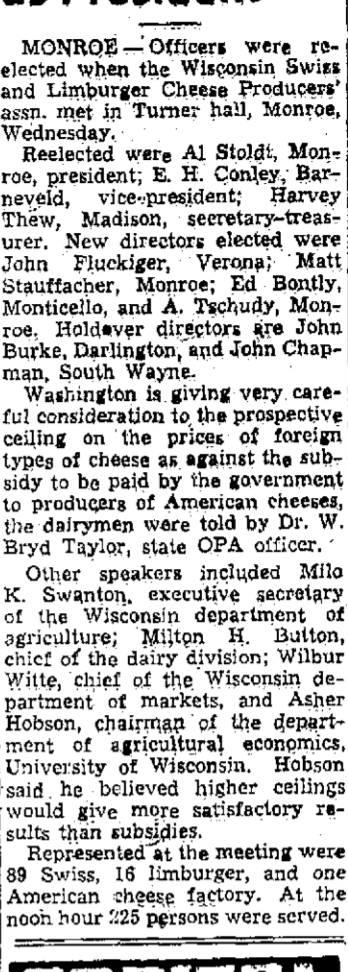 MONROE — Officers were re-
elected when the Wisconsin Swiss
and Limburger Cheese Producers'
assn. met in Turner hall, Monroe,
Wednesday.
Reelected were Al Stoldt, Mon-
roe, president; E. H. Conley, Bar-
neveld, vice-president; Harvey
Thew, Madison, secretary-treas-
urer. New directors elected were
John Fluckiger, Verona; Matt
Stauffacher, Monroe; Ed Bontly,
Monticello, and A. Tschudy, Mon-
roe. Holdover directors are John
Burke, Darlington, and John Chap-
man, South Wayne.
Washington is giving very care-
ful consideration to the prospective
ceiling on the prices of foreign
types of cheese as against the sub-
sidy to be paid by the government
to producers of American cheeses,
the dairymen were told by Dr. W.
Bryd Taylor, state OPA officer.
Other speakers included Milo
K. Swanton, executive secretary
of the Wisconsin department of
agriculture; Milton H. Button,
chief of the dairy division; Wilbur
Witte, chief of the Wisconsin de-
partment of markets, and Asher
Hobson, chairman of the depart-
ment of agricultural economics,
University of Wisconsin. Hobson
said he believed higher ceilings
would give more satisfactory re-
sults than subsidies.
Represented at the meeting were
89 Swiss, 16 limburger, and one
American cheese factory. At the
noon hour 225 persons were served.